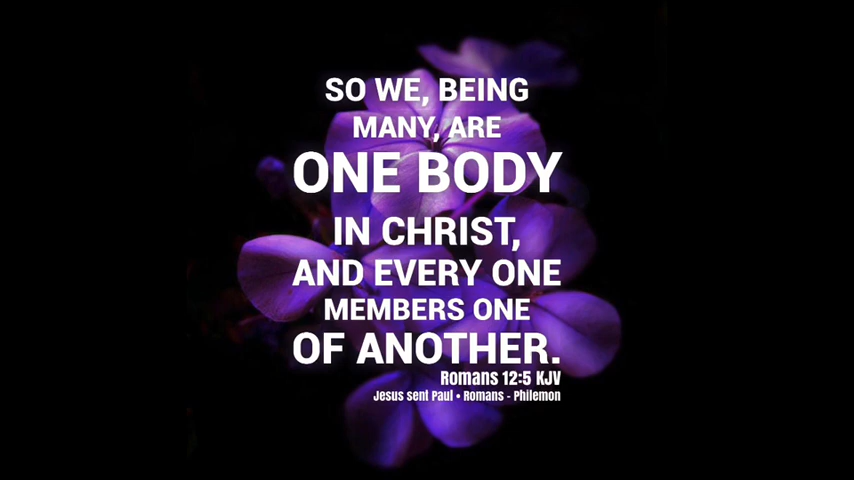 SO WE, BEING
MANY, ARE
ONE BODY
IN CHRIST,
AND EVERY ONE
MEMBERS ONE
OF ANOTHER.
Romans 12:5 KJV
Jesus sent Paul • Romans - Philemon